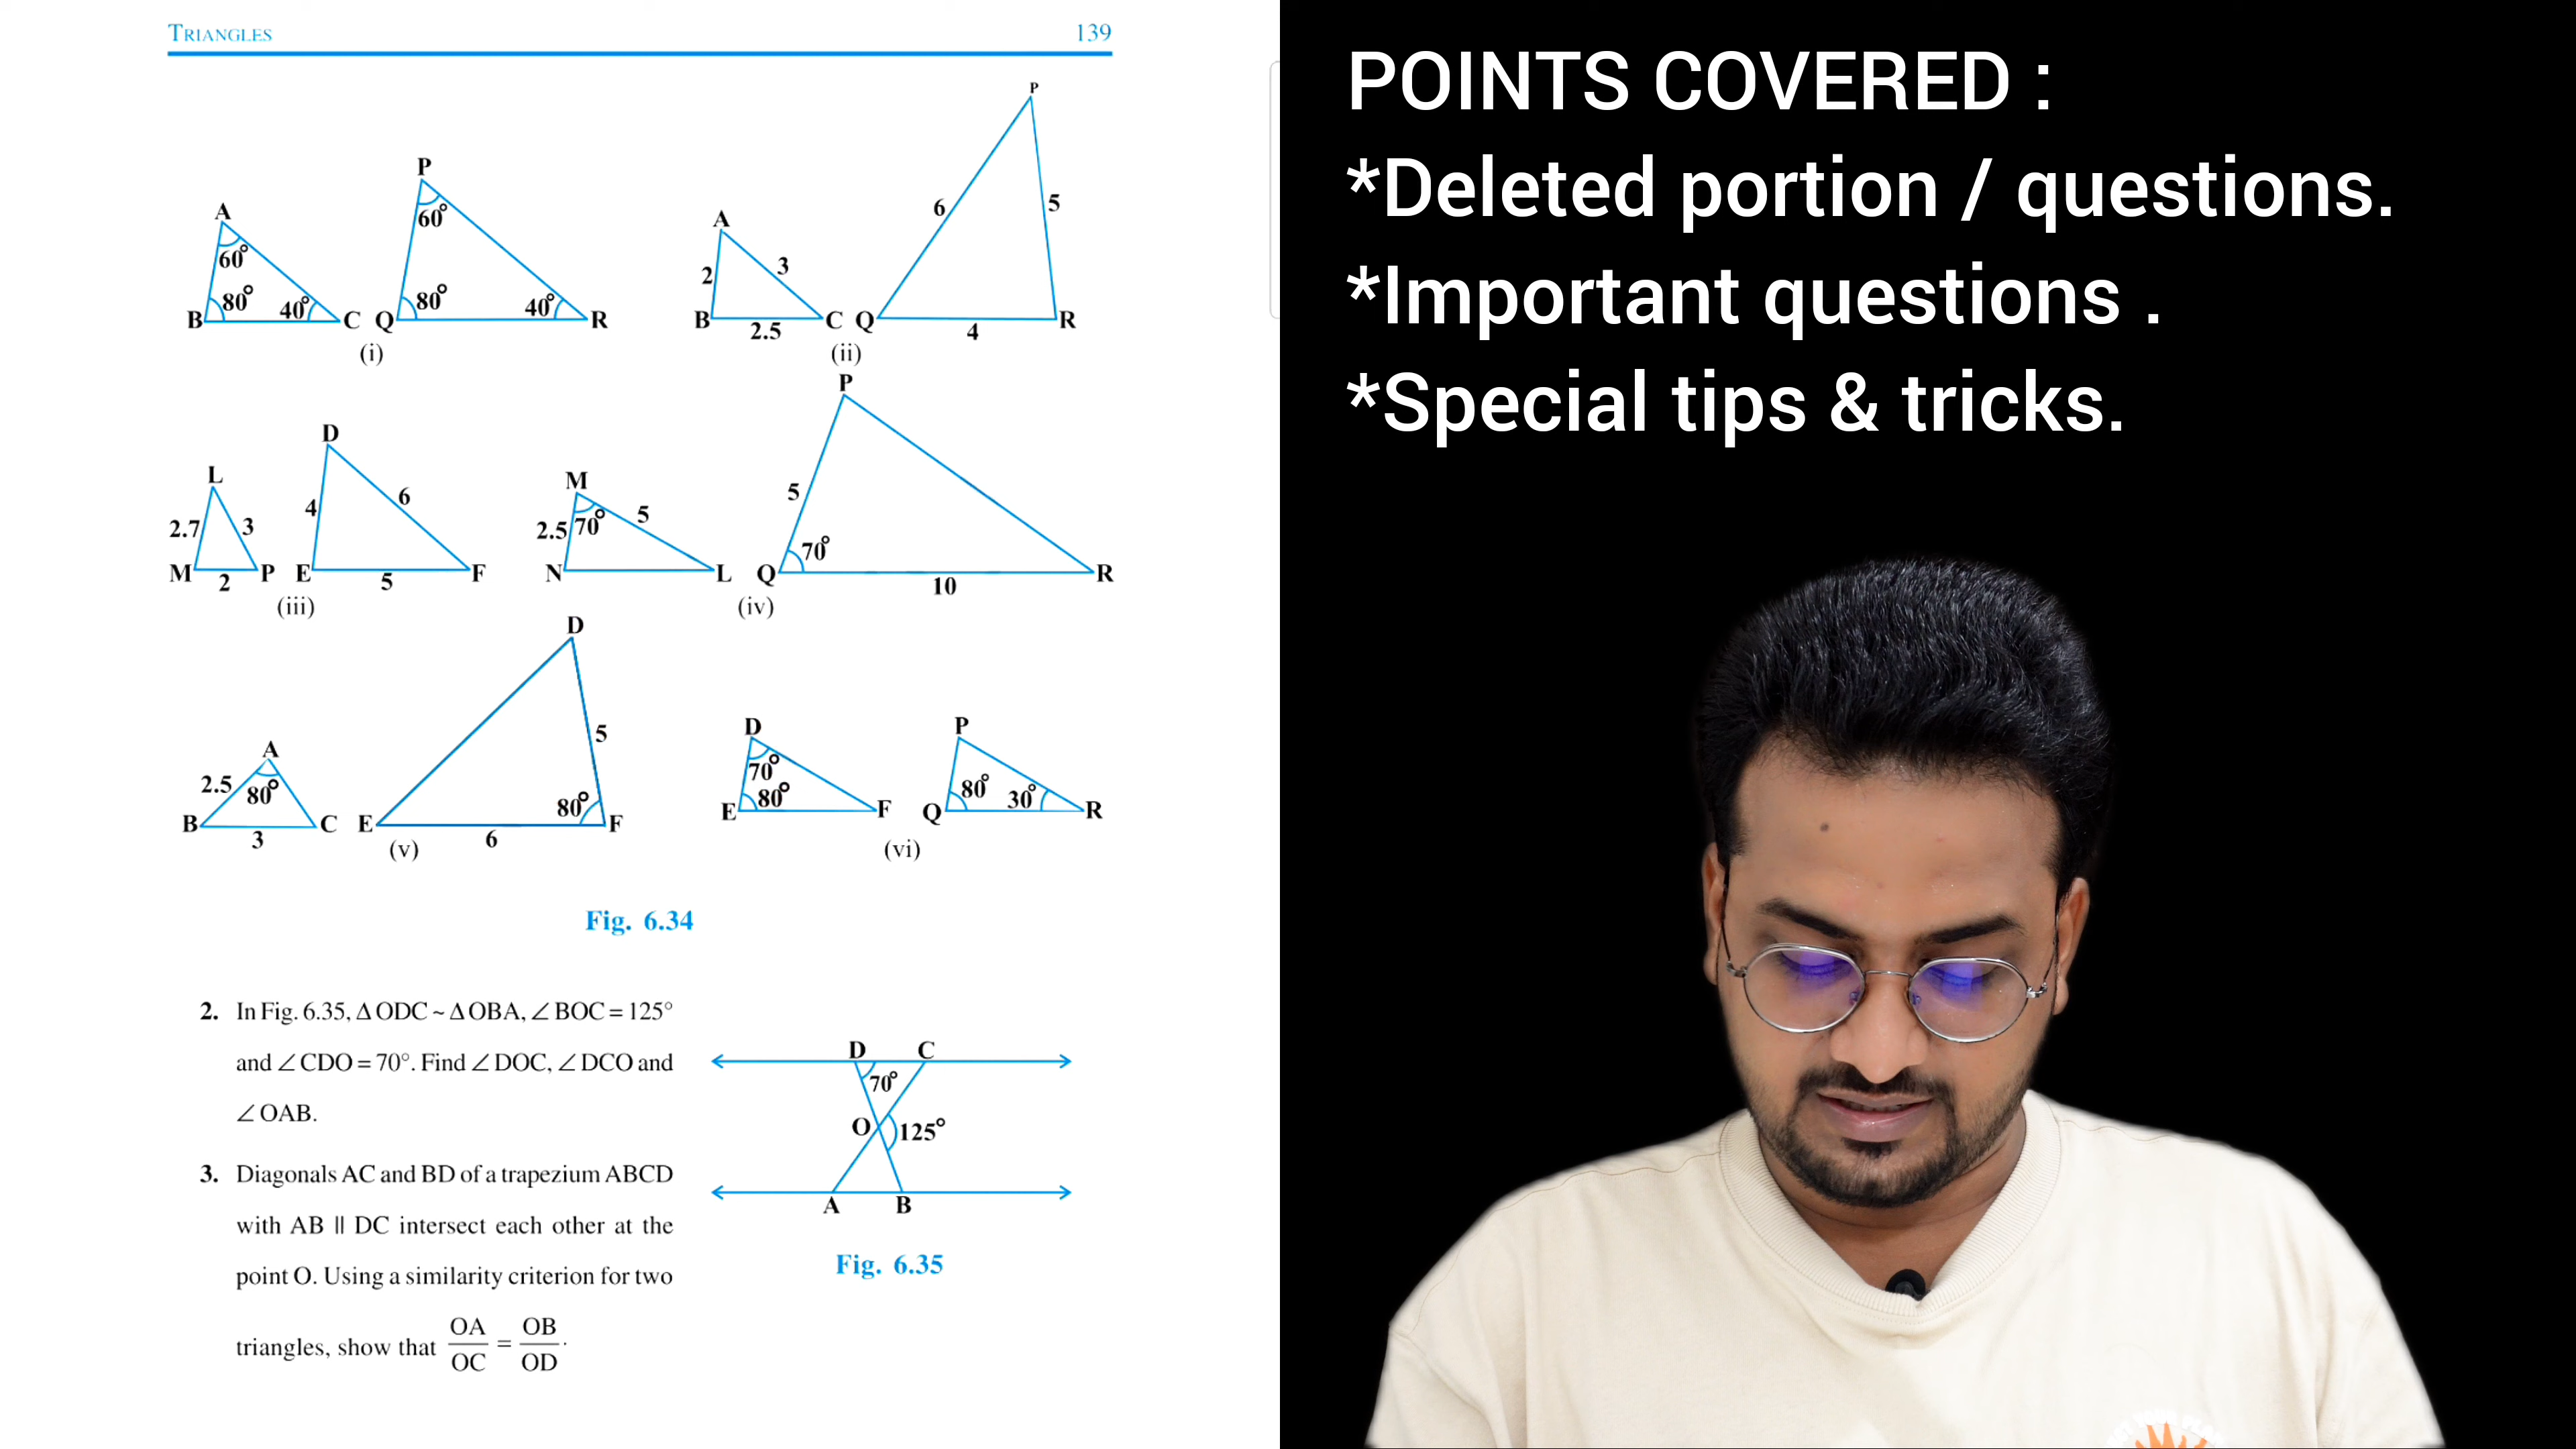 TRIANGLES 139
A 60° B 80° 40° C
P 60° Q 80° 40° R
(i)
A 2 3 B 2.5 C
P 6 5 Q 4 R
(ii)
L 2.7 3 M 2 P
D 4 6 E 5 F
(iii)
M 2.5 70° 5 N L
P 5 70° Q 10 R
(iv)
A 2.5 80° B 3 C
D 5 80° E 6 F
(v)
D 70° E 80° F
P 80° 30° Q R
(vi)
Fig. 6.34
2. In Fig. 6.35, Δ ODC ~ Δ OBA, ∠ BOC = 125°
and ∠ CDO = 70°. Find ∠ DOC, ∠ DCO and
∠ OAB.
3. Diagonals AC and BD of a trapezium ABCD
with AB || DC intersect each other at the
point O. Using a similarity criterion for two
triangles, show that OA/OC = OB/OD.
D C
70°
O 125°
A B
Fig. 6.35
POINTS COVERED :
*Deleted portion / questions.
*Important questions .
*Special tips & tricks.